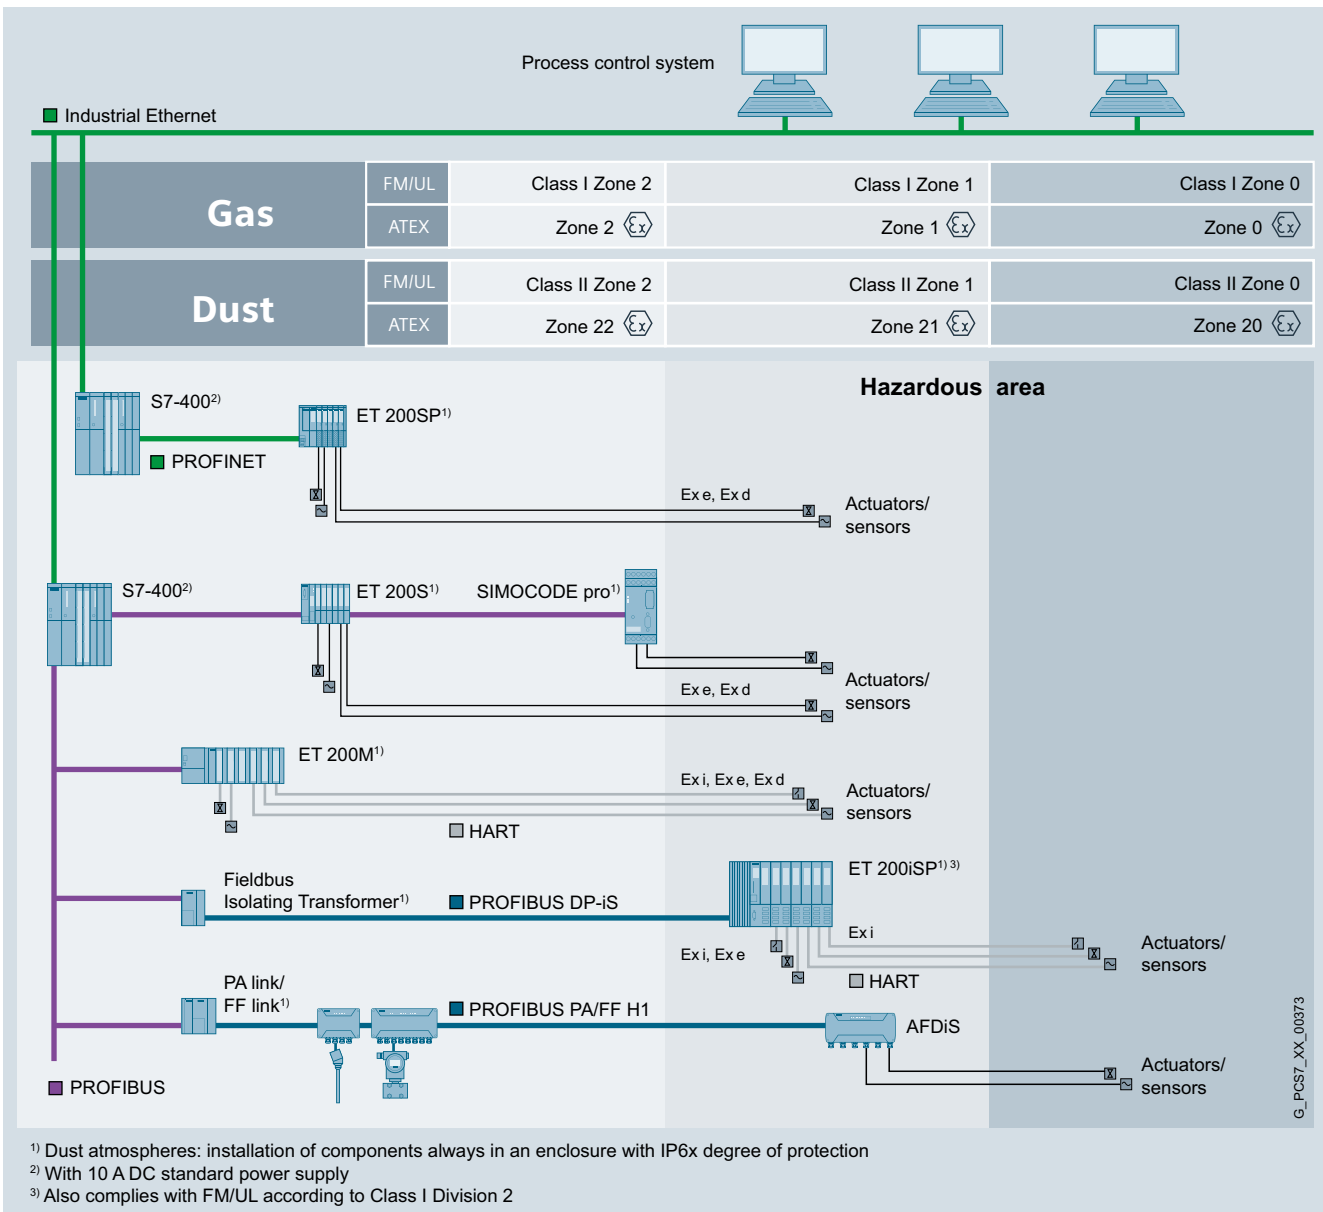 Process control system
Industrial Ethernet
Gas
FM/UL
Class I Zone 2
Class I Zone 1
Class I Zone 0
ATEX
Zone 2 Ex
Zone 1 Ex
Zone 0 Ex
Dust
FM/UL
Class II Zone 2
Class II Zone 1
Class II Zone 0
ATEX
Zone 22 Ex
Zone 21 Ex
Zone 20 Ex
Hazardous area
S7-400²⁾
ET 200SP¹⁾
PROFINET
Ex e, Ex d
Actuators/
sensors
S7-400²⁾
ET 200S¹⁾
SIMOCODE pro¹⁾
Ex e, Ex d
Actuators/
sensors
ET 200M¹⁾
Ex i, Ex e, Ex d
Actuators/
sensors
HART
Fieldbus
Isolating Transformer¹⁾
PROFIBUS DP-iS
ET 200iSP¹⁾ ³⁾
Ex i
Ex i, Ex e
Actuators/
sensors
HART
PA link/
FF link¹⁾
PROFIBUS PA/FF H1
AFDiS
Actuators/
sensors
PROFIBUS
G_PCS7_XX_00373
¹⁾ Dust atmospheres: installation of components always in an enclosure with IP6x degree of protection
²⁾ With 10 A DC standard power supply
³⁾ Also complies with FM/UL according to Class I Division 2